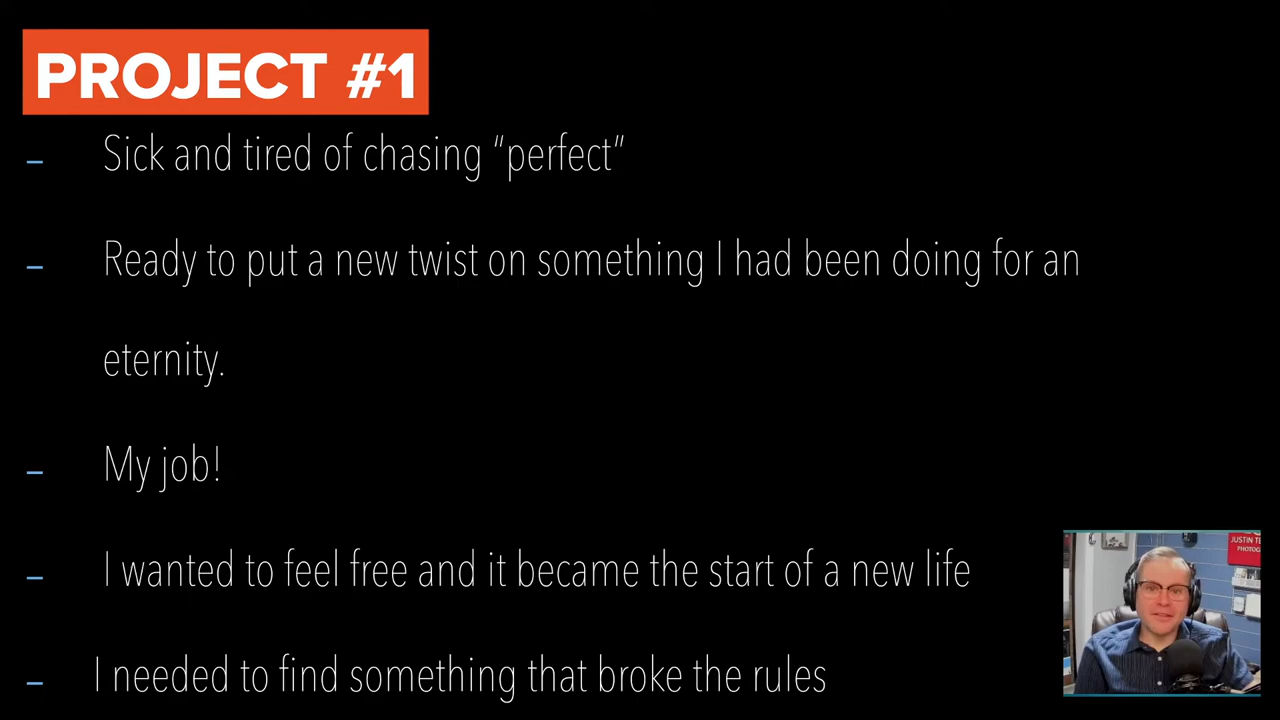 PROJECT #1
– Sick and tired of chasing “perfect”
– Ready to put a new twist on something I had been doing for an
eternity.
– My job!
– I wanted to feel free and it became the start of a new life
– I needed to find something that broke the rules
JUSTIN